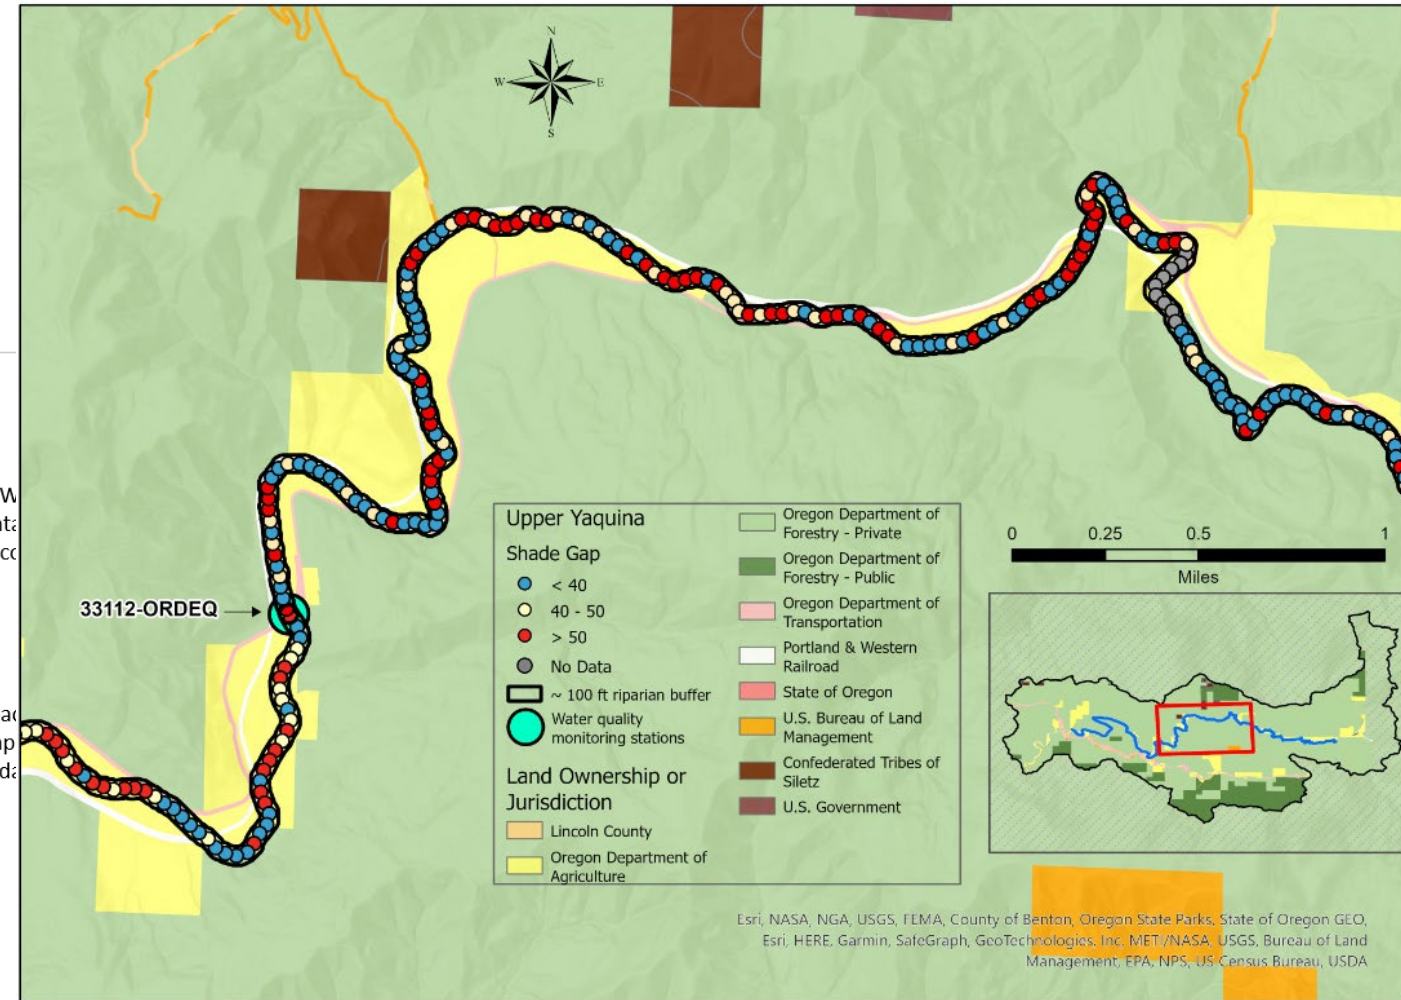 N
W
E
S
33112-ORDEQ
Upper Yaquina
Shade Gap
< 40
40 - 50
> 50
No Data
~ 100 ft riparian buffer
Water quality
monitoring stations
Land Ownership or
Jurisdiction
Lincoln County
Oregon Department of
Agriculture
Oregon Department of
Forestry - Private
Oregon Department of
Forestry - Public
Oregon Department of
Transportation
Portland & Western
Railroad
State of Oregon
U.S. Bureau of Land
Management
Confederated Tribes of
Siletz
U.S. Government
0 0.25 0.5 1
Miles
Esri, NASA, NGA, USGS, FEMA, County of Benton, Oregon State Parks, State of Oregon GEO,
Esri, HERE, Garmin, SafeGraph, GeoTechnologies, Inc, METI/NASA, USGS, Bureau of Land
Management, EPA, NPS, US Census Bureau, USDA